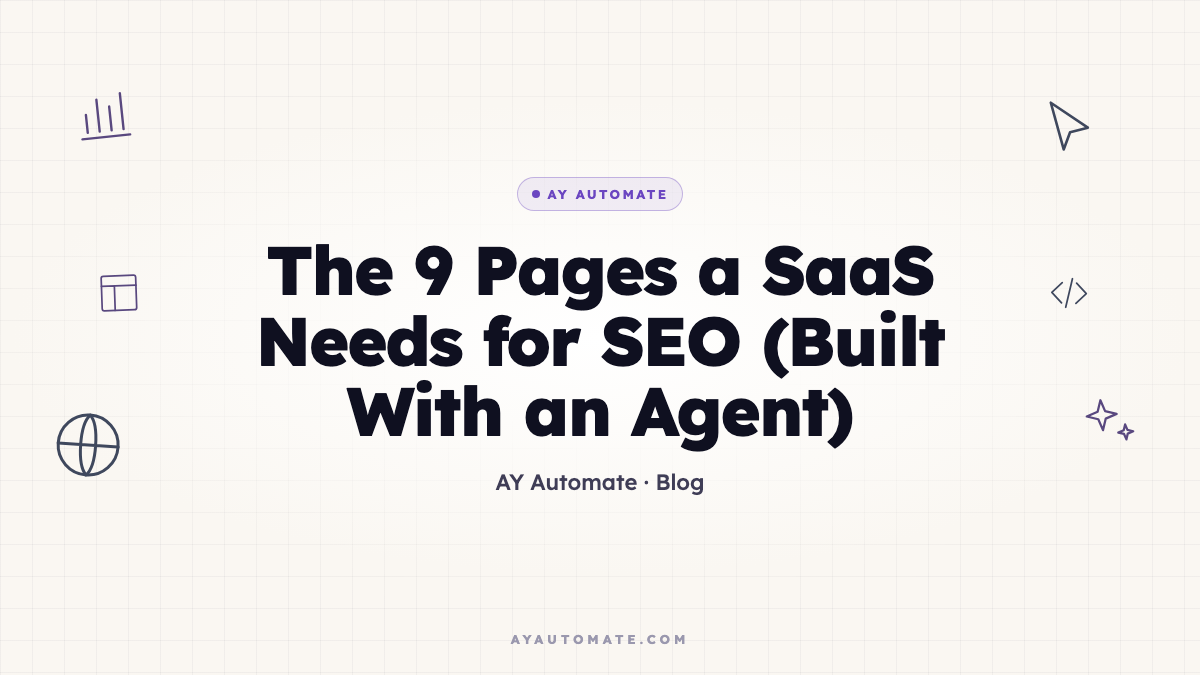 AY AUTOMATE
The 9 Pages a SaaS
Needs for SEO (Built
With an Agent)
AY Automate · Blog
AYAUTOMATE.COM